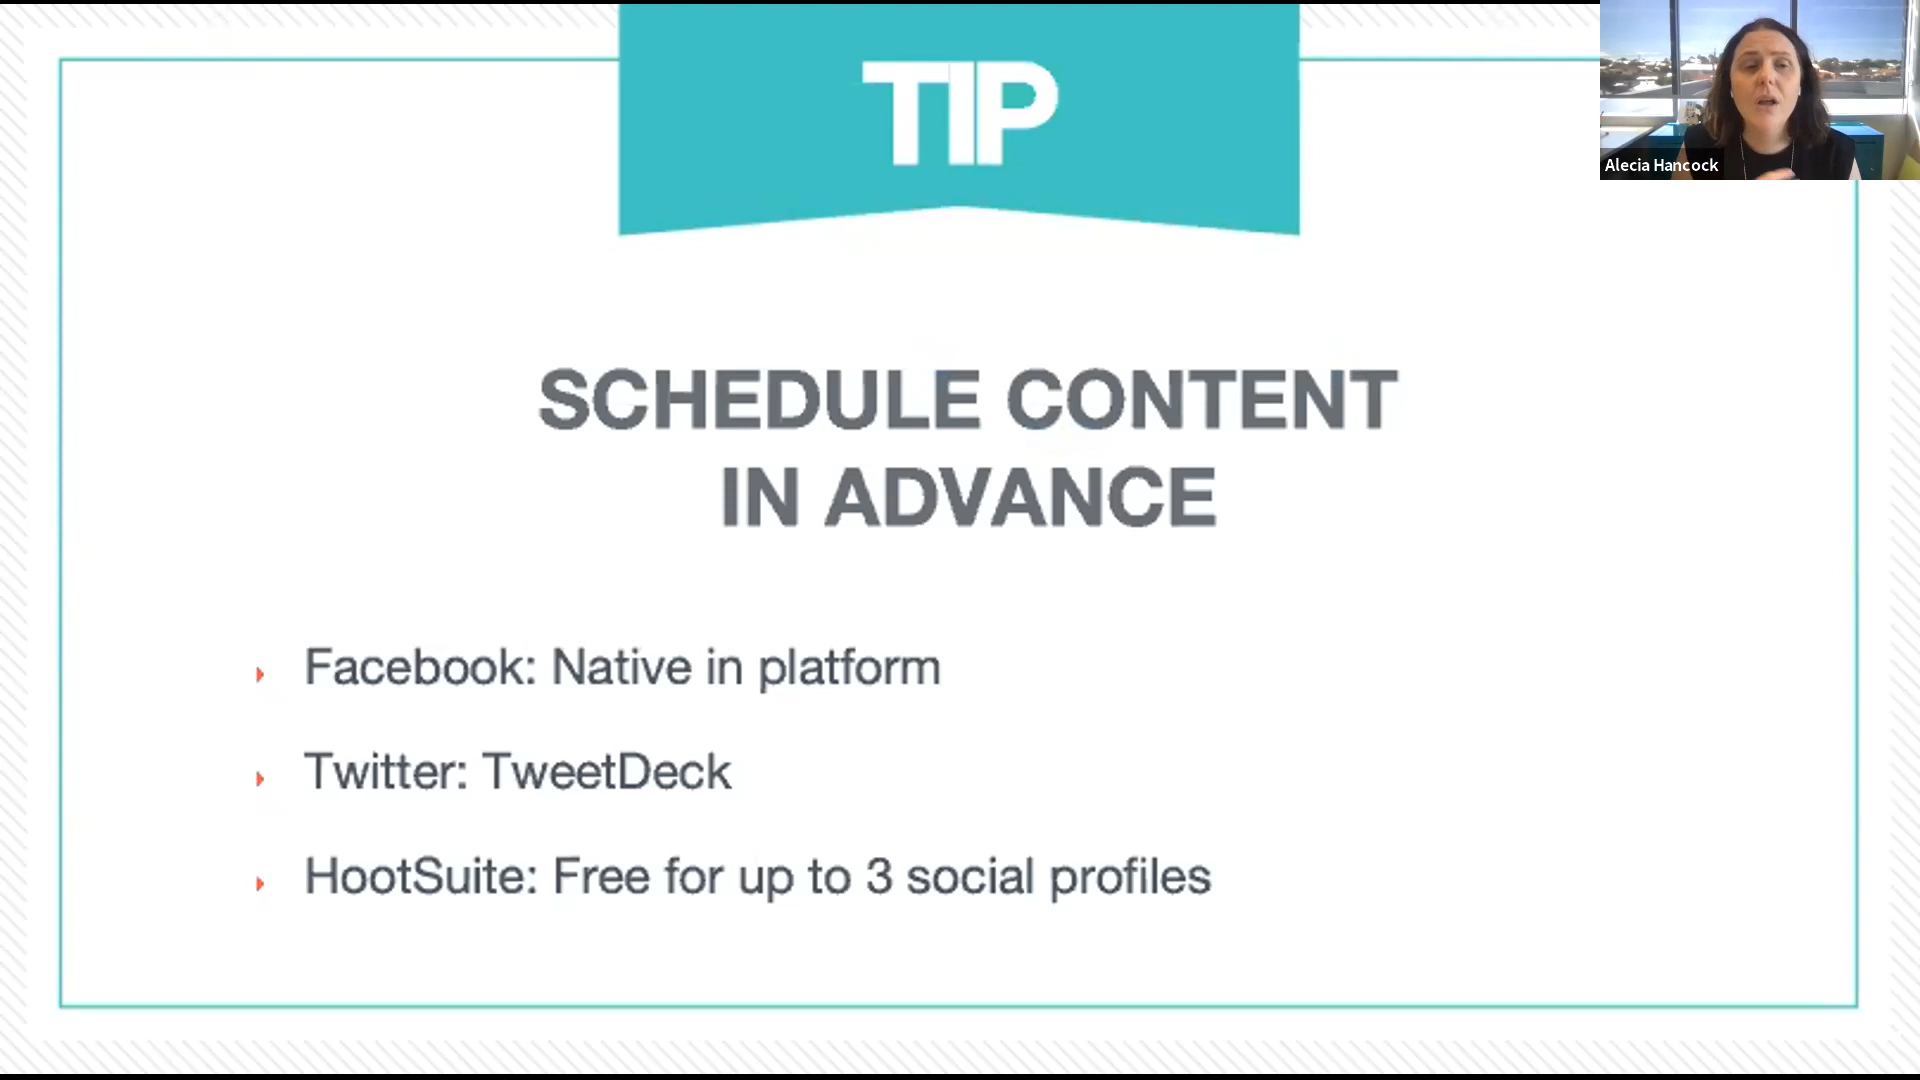 TIP
Alecia Hancock
SCHEDULE CONTENT
IN ADVANCE
Facebook: Native in platform
Twitter: TweetDeck
HootSuite: Free for up to 3 social profiles